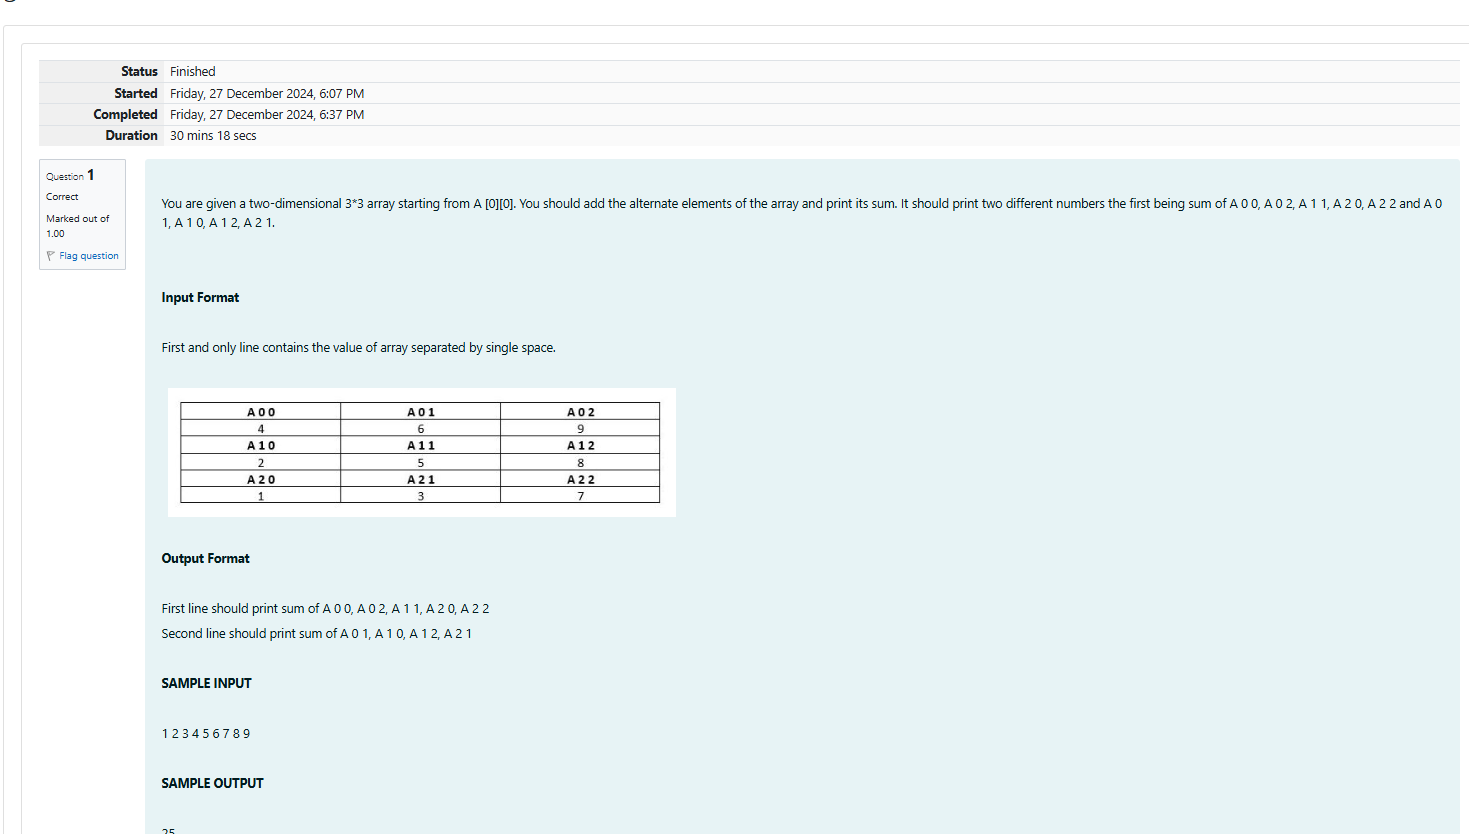 Status Finished
Started Friday, 27 December 2024, 6:07 PM
Completed Friday, 27 December 2024, 6:37 PM
Duration 30 mins 18 secs
Question 1
Correct
Marked out of
1.00
Flag question
You are given a two-dimensional 3*3 array starting from A [0][0]. You should add the alternate elements of the array and print its sum. It should print two different numbers the first being sum of A 0 0, A 0 2, A 1 1, A 2 0, A 2 2 and A 0
1, A 1 0, A 1 2, A 2 1.
Input Format
First and only line contains the value of array separated by single space.
A 0 0 A 0 1 A 0 2
4 6 9
A 1 0 A 1 1 A 1 2
2 5 8
A 2 0 A 2 1 A 2 2
1 3 7
Output Format
First line should print sum of A 0 0, A 0 2, A 1 1, A 2 0, A 2 2
Second line should print sum of A 0 1, A 1 0, A 1 2, A 2 1
SAMPLE INPUT
1 2 3 4 5 6 7 8 9
SAMPLE OUTPUT
25